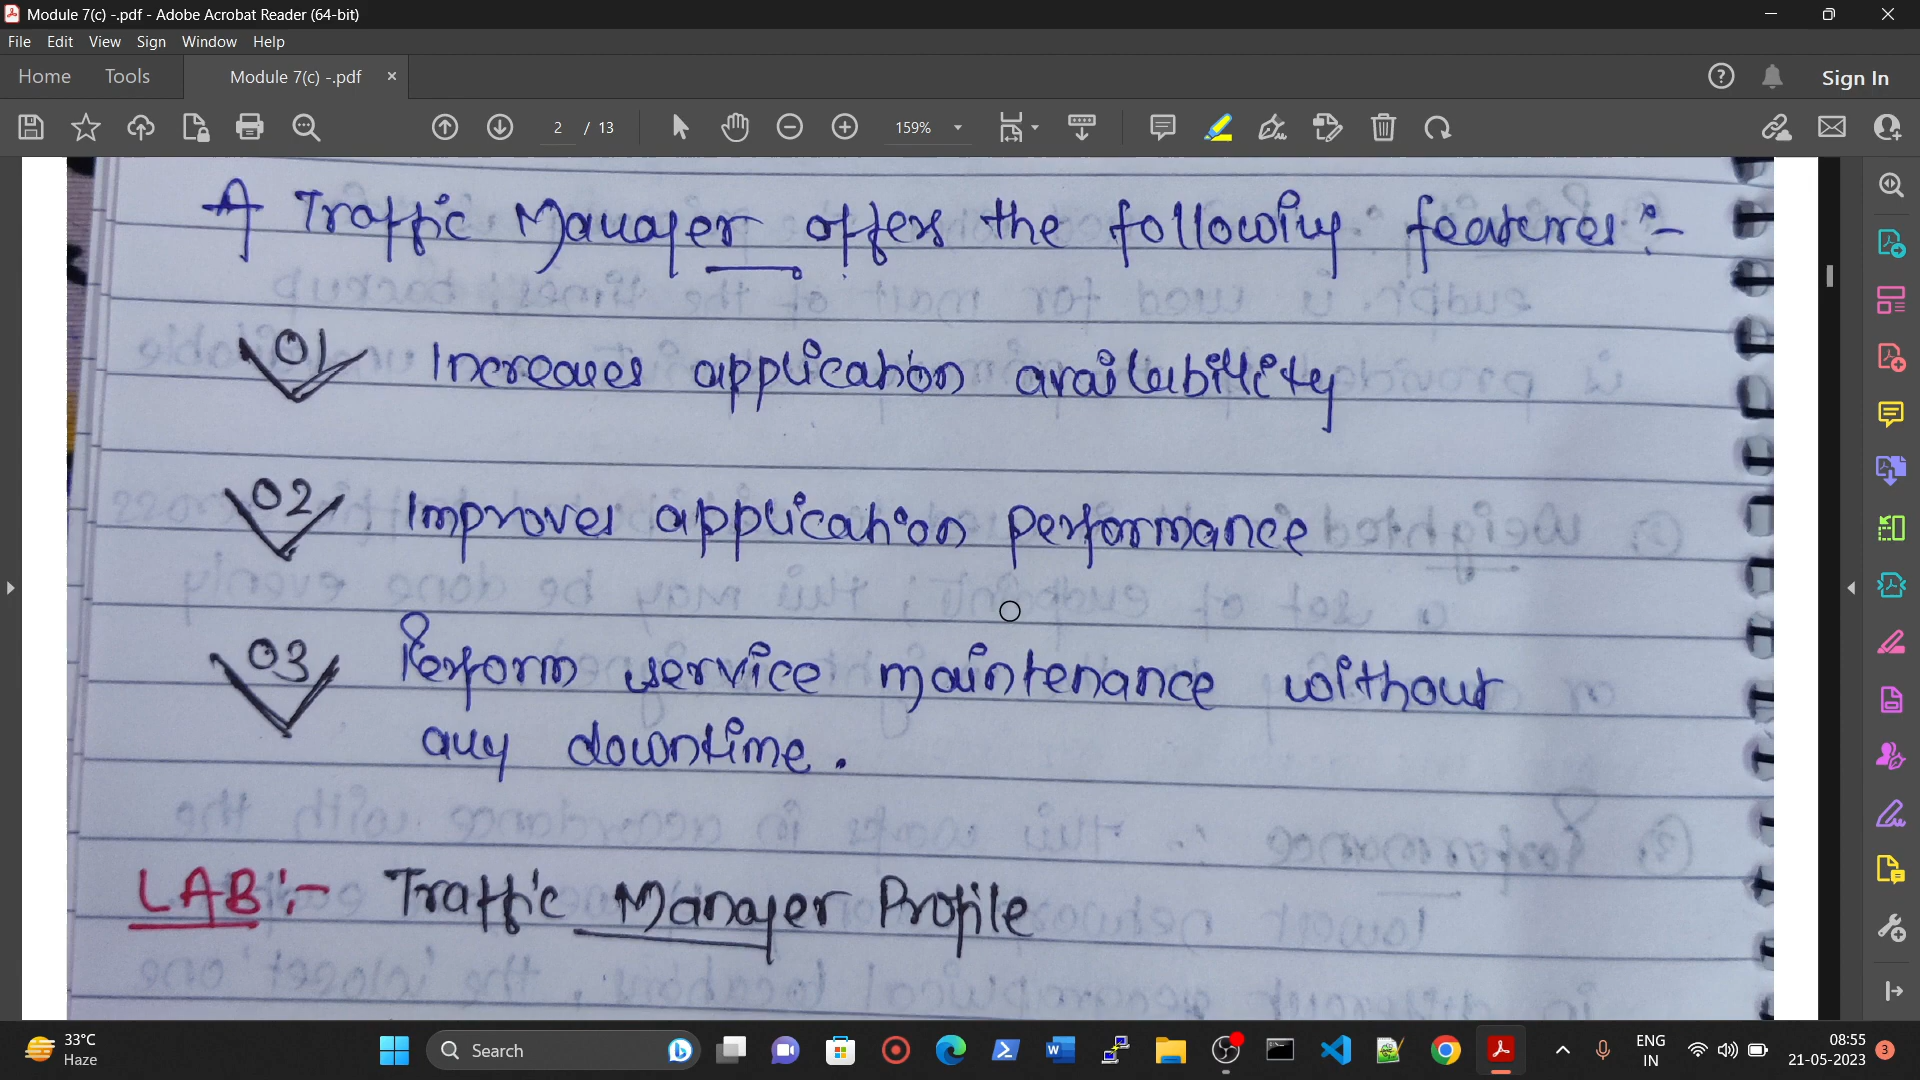 Module 7(c) -.pdf - Adobe Acrobat Reader (64-bit)
File Edit View Sign Window Help
Home Tools Module 7(c) -.pdf × Sign In
2 / 13 159%
A Traffic Manager offers the following features :-
01 Increases application availability
02 Improves application performance
03 Perform service maintenance without
any downtime.
LAB :- Traffic Manager Profile
33°C
Haze
Search
ENG
IN
08:55
21-05-2023
3